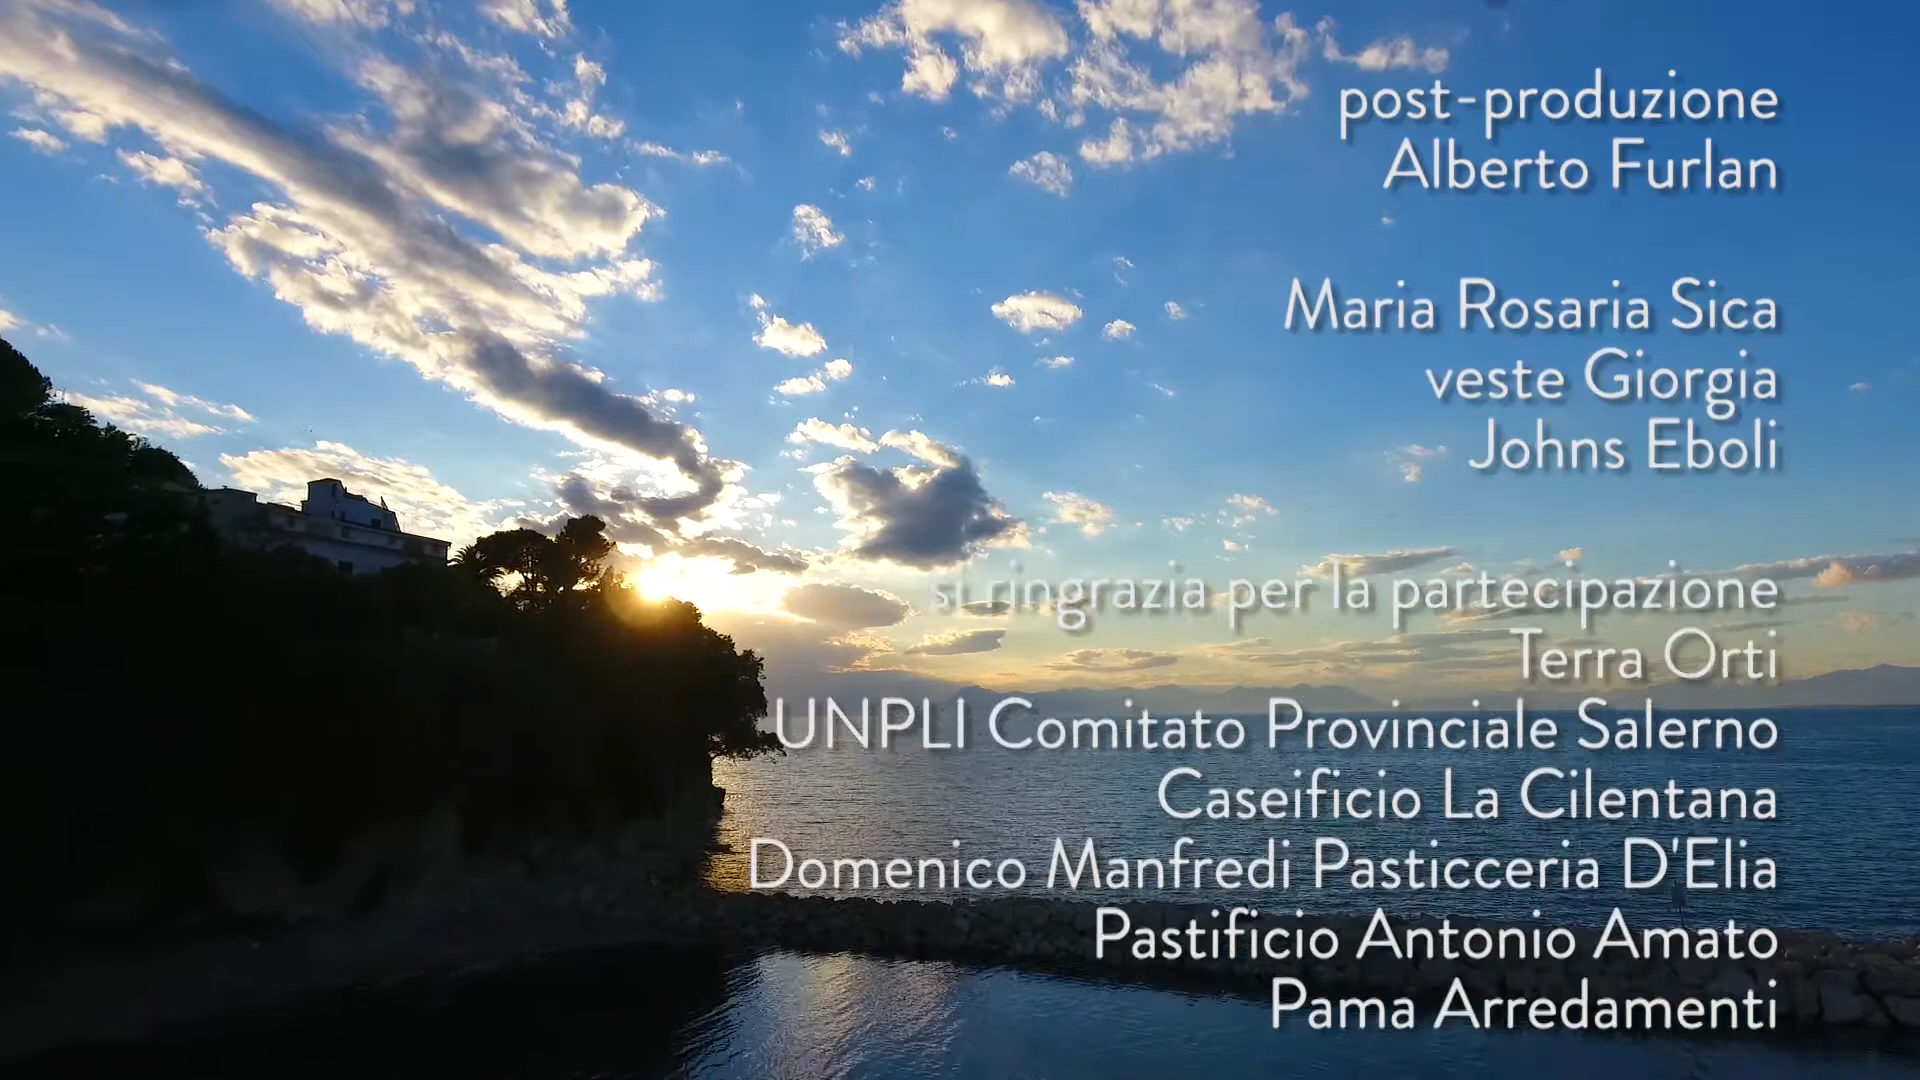 post-produzione
Alberto Furlan
Maria Rosaria Sica
veste Giorgia
Johns Eboli
si ringrazia per la partecipazione
Terra Orti
UNPLI Comitato Provinciale Salerno
Caseificio La Cilentana
Domenico Manfredi Pasticceria D'Elia
Pastificio Antonio Amato
Pama Arredamenti